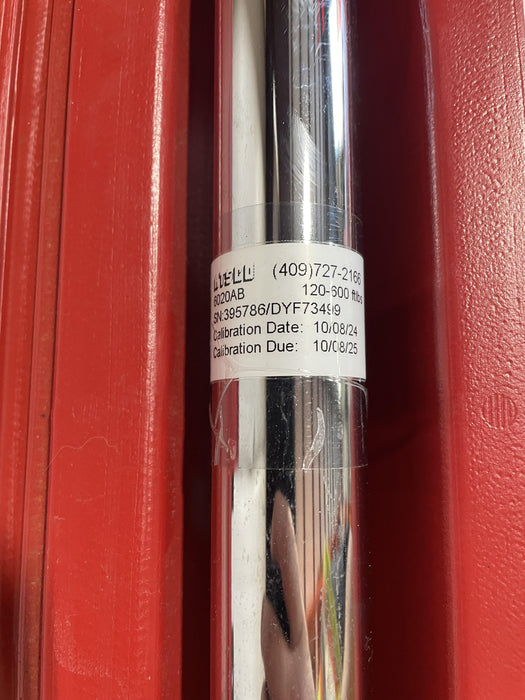 (409)727-2166
6020AB 120-600 ftlbs
SN:395786/DYF73499
Calibration Date: 10/08/24
Calibration Due: 10/08/25